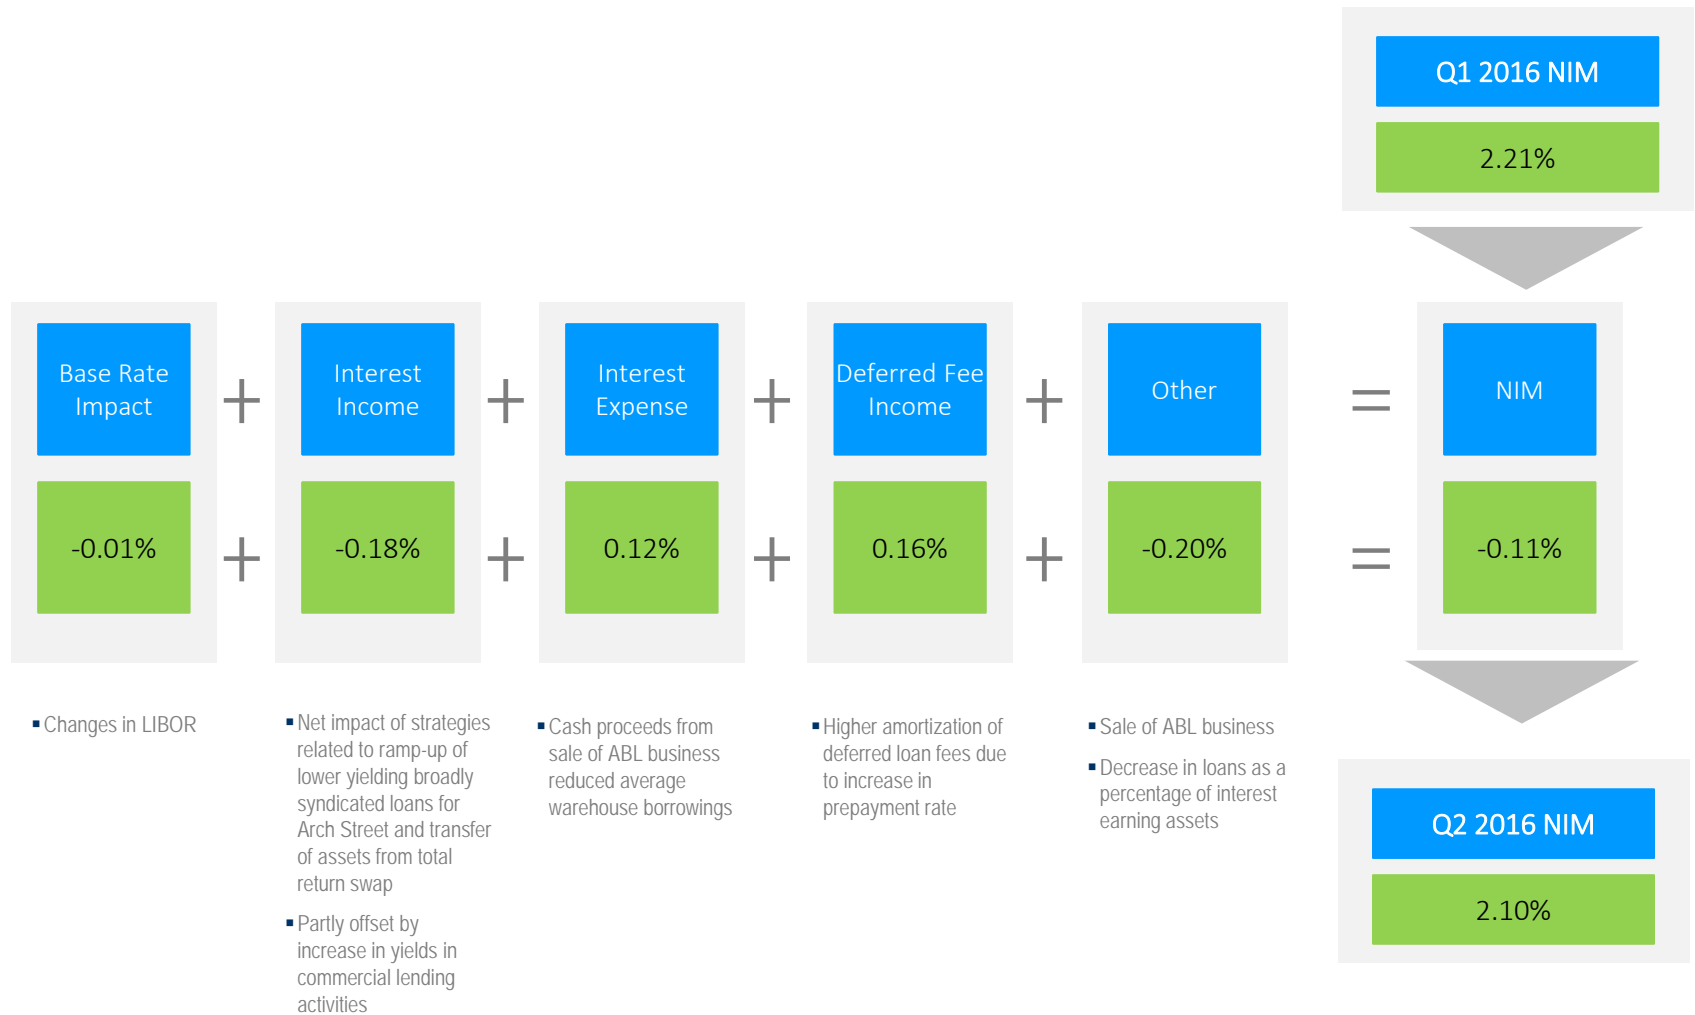 Q1 2016 NIM
2.21%
Base Rate
Impact
+
Interest
Income
+
Interest
Expense
+
Deferred Fee
Income
+
Other
=
NIM
-0.01%
+
-0.18%
+
0.12%
+
0.16%
+
-0.20%
=
-0.11%
▪ Changes in LIBOR
▪ Net impact of strategies
related to ramp-up of
lower yielding broadly
syndicated loans for
Arch Street and transfer
of assets from total
return swap
▪ Partly offset by
increase in yields in
commercial lending
activities
▪ Cash proceeds from
sale of ABL business
reduced average
warehouse borrowings
▪ Higher amortization of
deferred loan fees due
to increase in
prepayment rate
▪ Sale of ABL business
▪ Decrease in loans as a
percentage of interest
earning assets
Q2 2016 NIM
2.10%